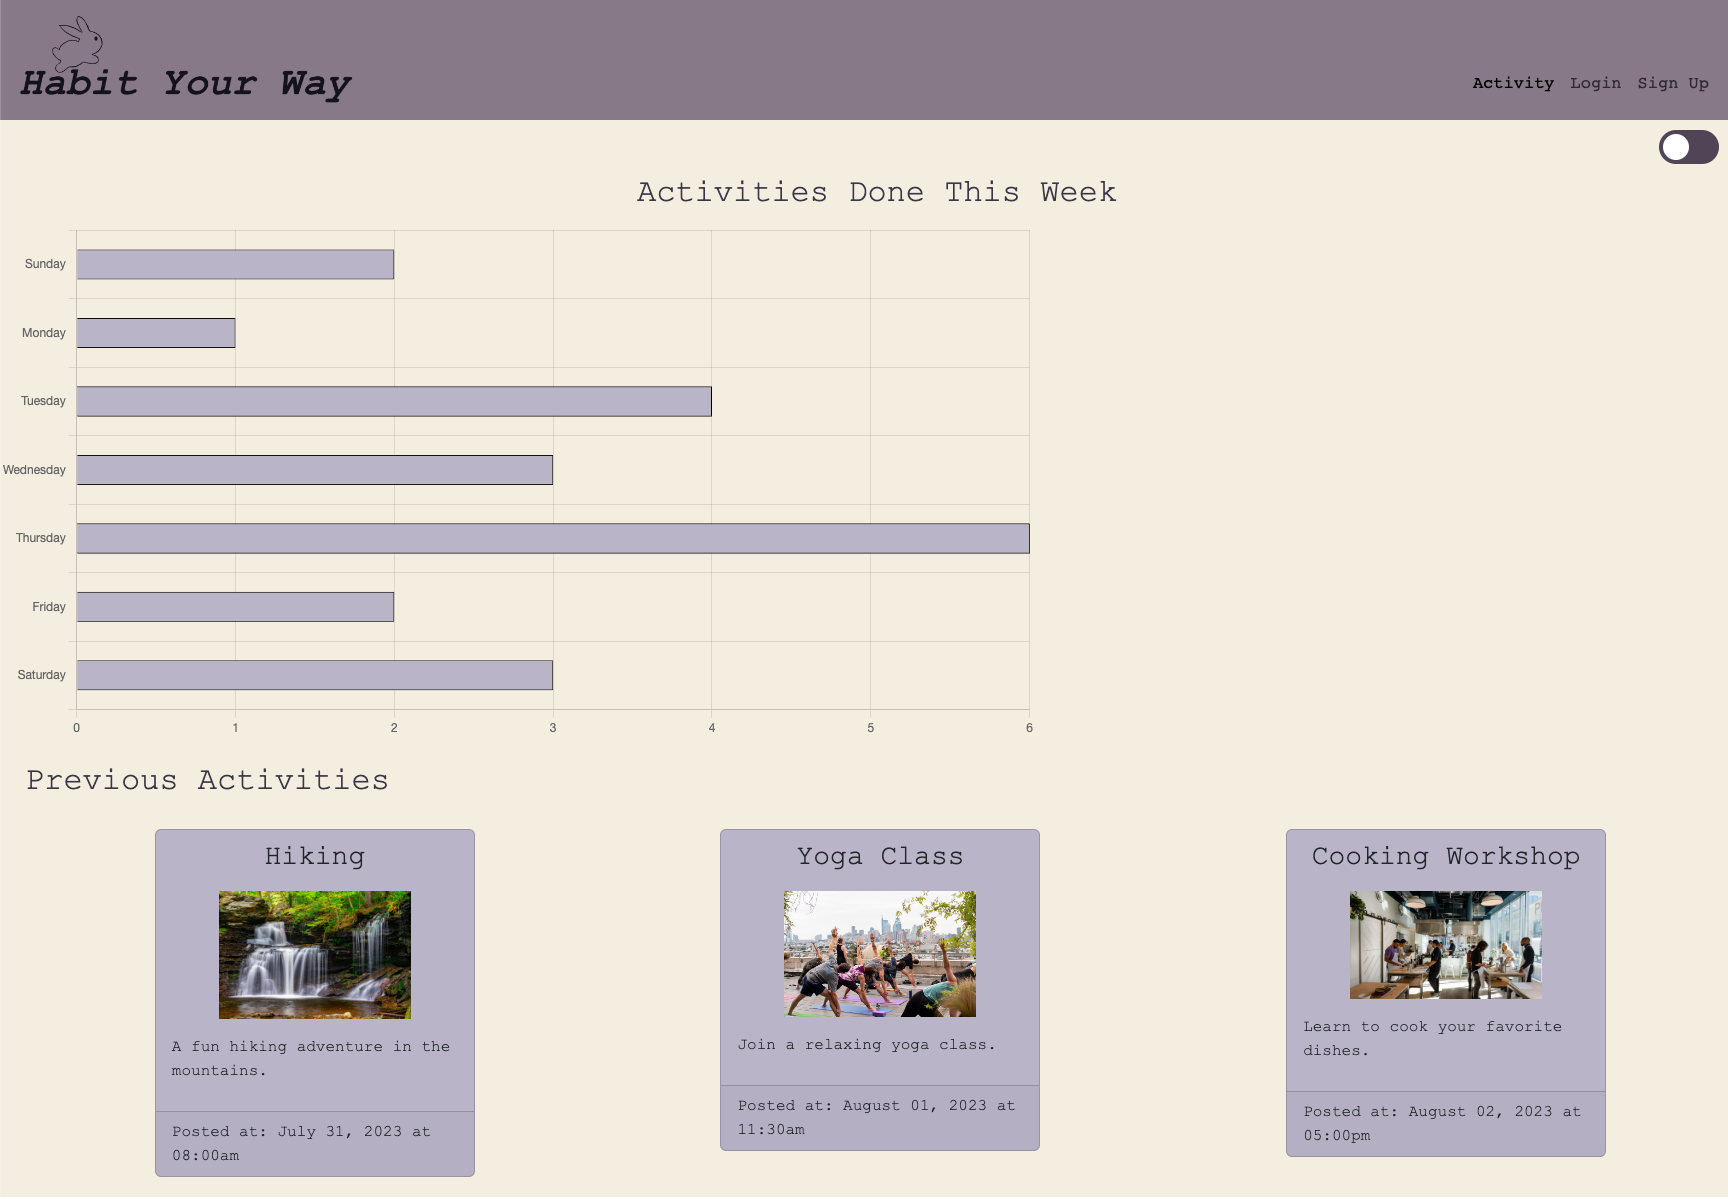 Habit Your Way
Activity Login Sign Up
Activities Done This Week
Sunday
Monday
Tuesday
Wednesday
Thursday
Friday
Saturday
0 1 2 3 4 5 6
Previous Activities
Hiking
A fun hiking adventure in the
mountains.
Posted at: July 31, 2023 at
08:00am
Yoga Class
Join a relaxing yoga class.
Posted at: August 01, 2023 at
11:30am
Cooking Workshop
Learn to cook your favorite
dishes.
Posted at: August 02, 2023 at
05:00pm